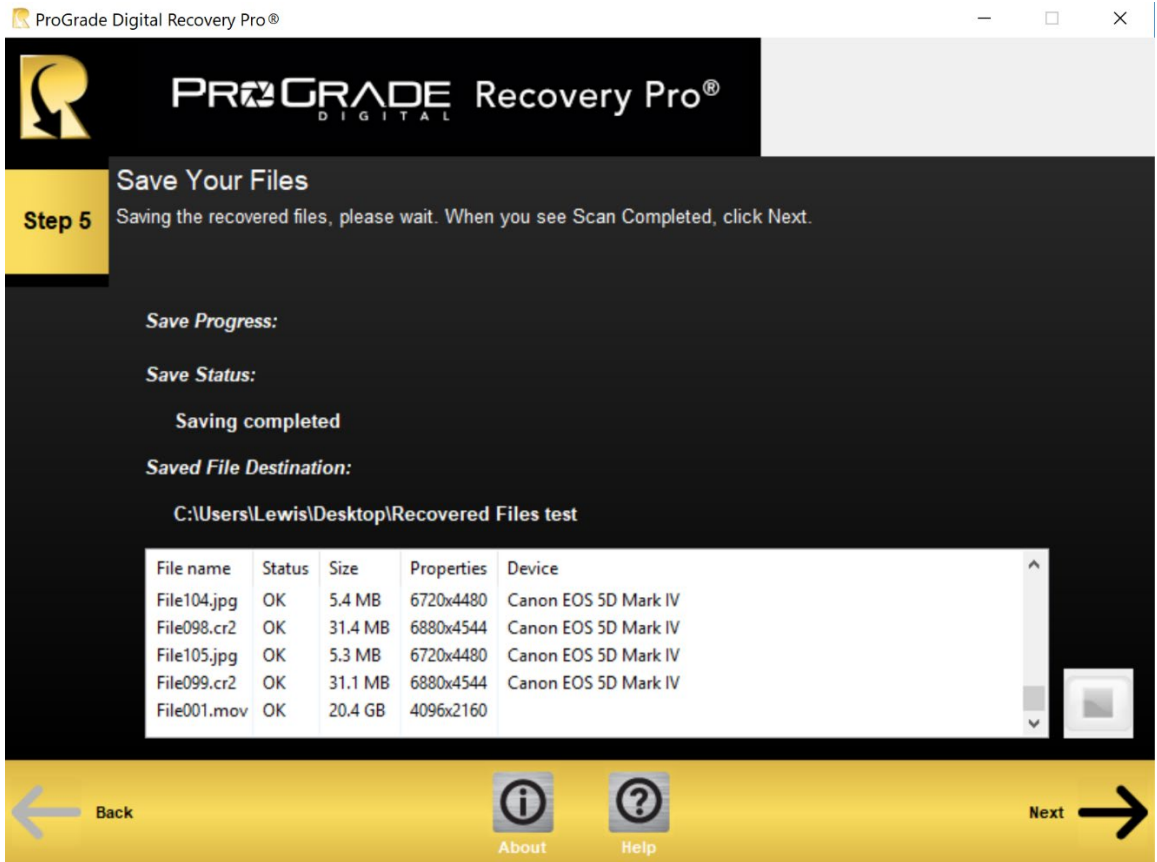 ProGrade Digital Recovery Pro®
PROGRADE Recovery Pro®
DIGITAL
Step 5
Save Your Files
Saving the recovered files, please wait. When you see Scan Completed, click Next.
Save Progress:
Save Status:
Saving completed
Saved File Destination:
C:\Users\Lewis\Desktop\Recovered Files test
File name Status Size Properties Device
File104.jpg OK 5.4 MB 6720x4480 Canon EOS 5D Mark IV
File098.cr2 OK 31.4 MB 6880x4544 Canon EOS 5D Mark IV
File105.jpg OK 5.3 MB 6720x4480 Canon EOS 5D Mark IV
File099.cr2 OK 31.1 MB 6880x4544 Canon EOS 5D Mark IV
File001.mov OK 20.4 GB 4096x2160
Back
About
Help
Next